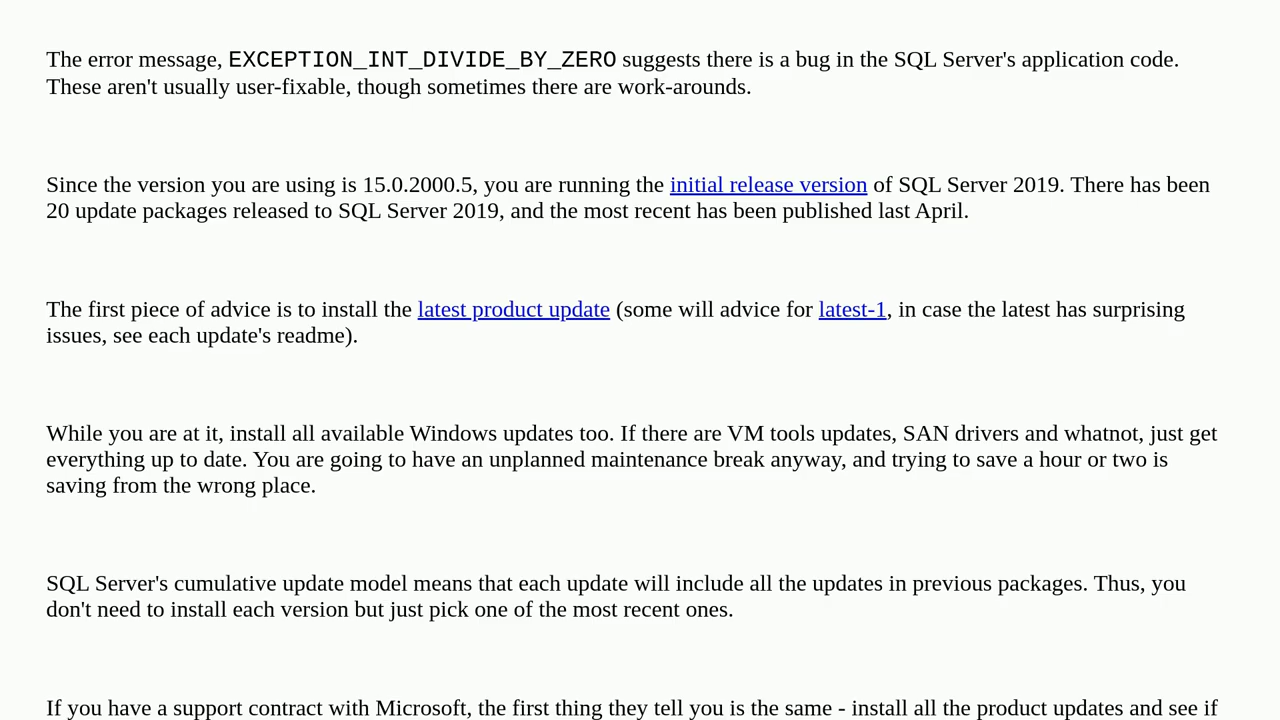 The error message, EXCEPTION_INT_DIVIDE_BY_ZERO suggests there is a bug in the SQL Server's application code.
These aren't usually user-fixable, though sometimes there are work-arounds.
Since the version you are using is 15.0.2000.5, you are running the initial release version of SQL Server 2019. There has been
20 update packages released to SQL Server 2019, and the most recent has been published last April.
The first piece of advice is to install the latest product update (some will advice for latest-1, in case the latest has surprising
issues, see each update's readme).
While you are at it, install all available Windows updates too. If there are VM tools updates, SAN drivers and whatnot, just get
everything up to date. You are going to have an unplanned maintenance break anyway, and trying to save a hour or two is
saving from the wrong place.
SQL Server's cumulative update model means that each update will include all the updates in previous packages. Thus, you
don't need to install each version but just pick one of the most recent ones.
If you have a support contract with Microsoft, the first thing they tell you is the same - install all the product updates and see if